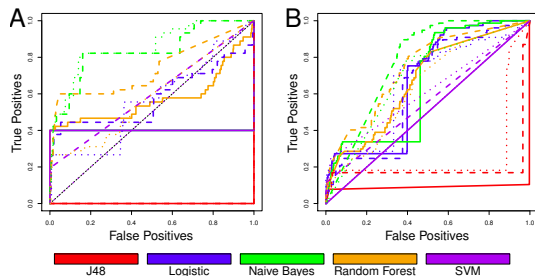 A
B
True Positives
1.0
0.8
0.6
0.4
0.2
0.0
0.0 0.2 0.4 0.6 0.8 1.0
False Positives
True Positives
1.0
0.8
0.6
0.4
0.2
0.0
0.0 0.2 0.4 0.6 0.8 1.0
False Positives
J48 Logistic Naive Bayes Random Forest SVM